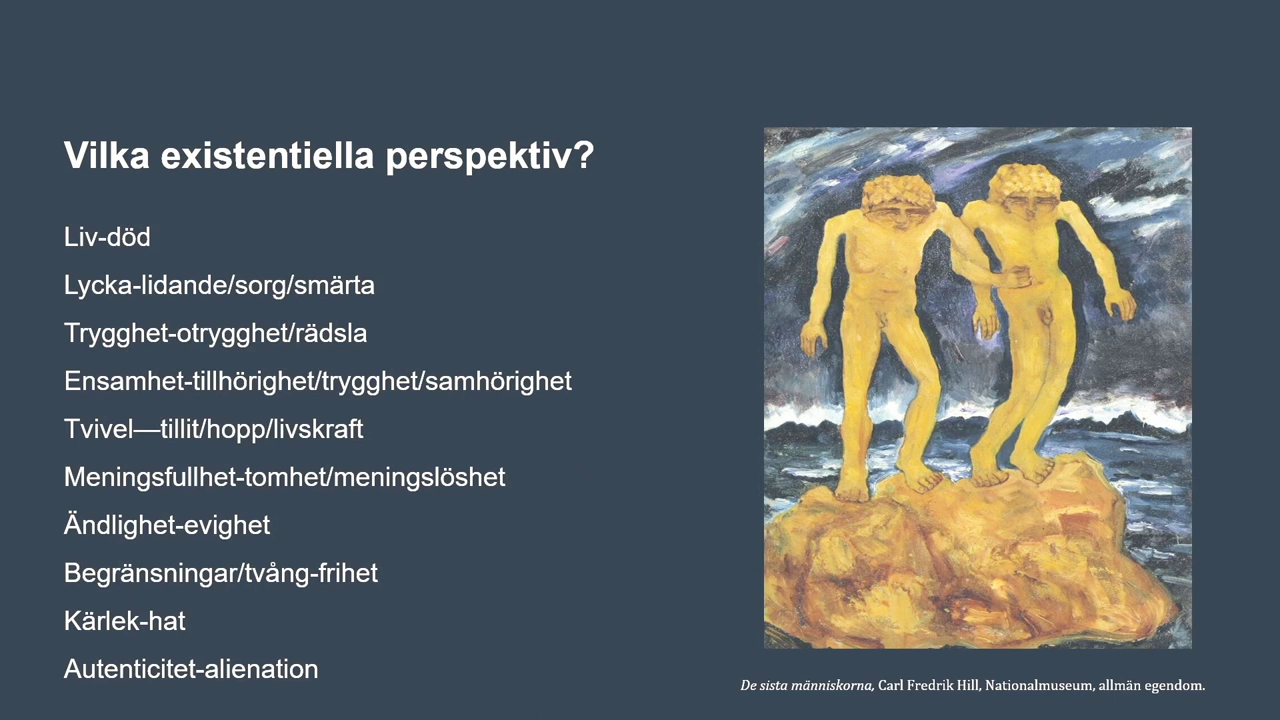 Vilka existentiella perspektiv?
Liv-död
Lycka-lidande/sorg/smärta
Trygghet-otrygghet/rädsla
Ensamhet-tillhörighet/trygghet/samhörighet
Tvivel—tillit/hopp/livskraft
Meningsfullhet-tomhet/meningslöshet
Ändlighet-evighet
Begränsningar/tvång-frihet
Kärlek-hat
Autenticitet-alienation
De sista människorna, Carl Fredrik Hill, Nationalmuseum, allmän egendom.